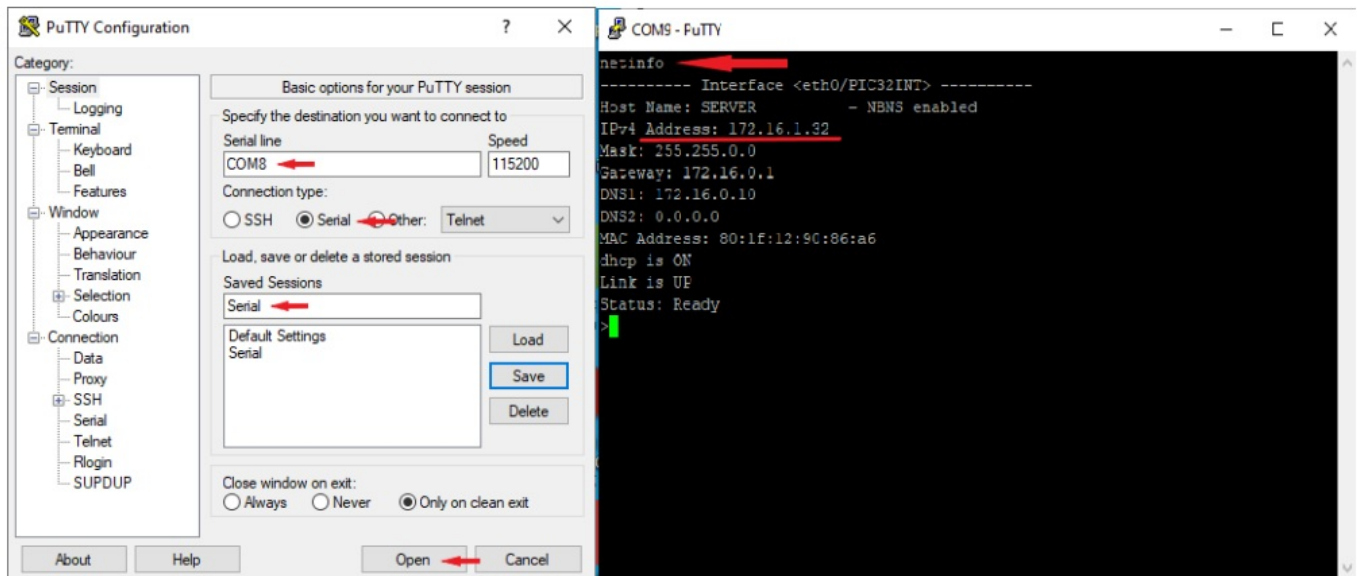 PuTTY Configuration
?
Category:
Session
Logging
Terminal
Keyboard
Bell
Features
Window
Appearance
Behaviour
Translation
Selection
Colours
Connection
Data
Proxy
SSH
Serial
Telnet
Rlogin
SUPDUP
Basic options for your PuTTY session
Specify the destination you want to connect to
Serial line
Speed
COM8
115200
Connection type:
SSH
Serial
Other:
Telnet
Load, save or delete a stored session
Saved Sessions
Serial
Default Settings
Serial
Load
Save
Delete
Close window on exit:
Always
Never
Only on clean exit
About
Help
Open
Cancel
COM9 - PuTTY
netinfo
---------- Interface <eth0/PIC32INT> ----------
Host Name: SERVER - NBNS enabled
IPv4 Address: 172.16.1.32
Mask: 255.255.0.0
Gateway: 172.16.0.1
DNS1: 172.16.0.10
DNS2: 0.0.0.0
MAC Address: 80:1f:12:90:86:a6
dhcp is ON
Link is UP
Status: Ready
>